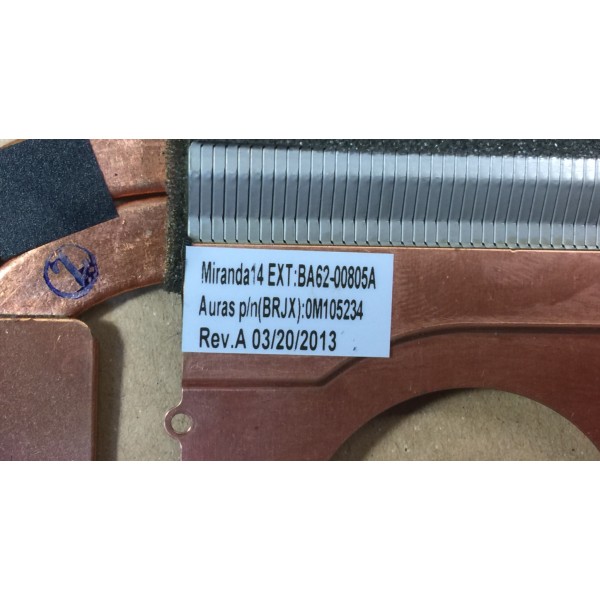 Miranda14 EXT:BA62-00805A
Auras p/n(BRJX):0M105234
Rev.A 03/20/2013